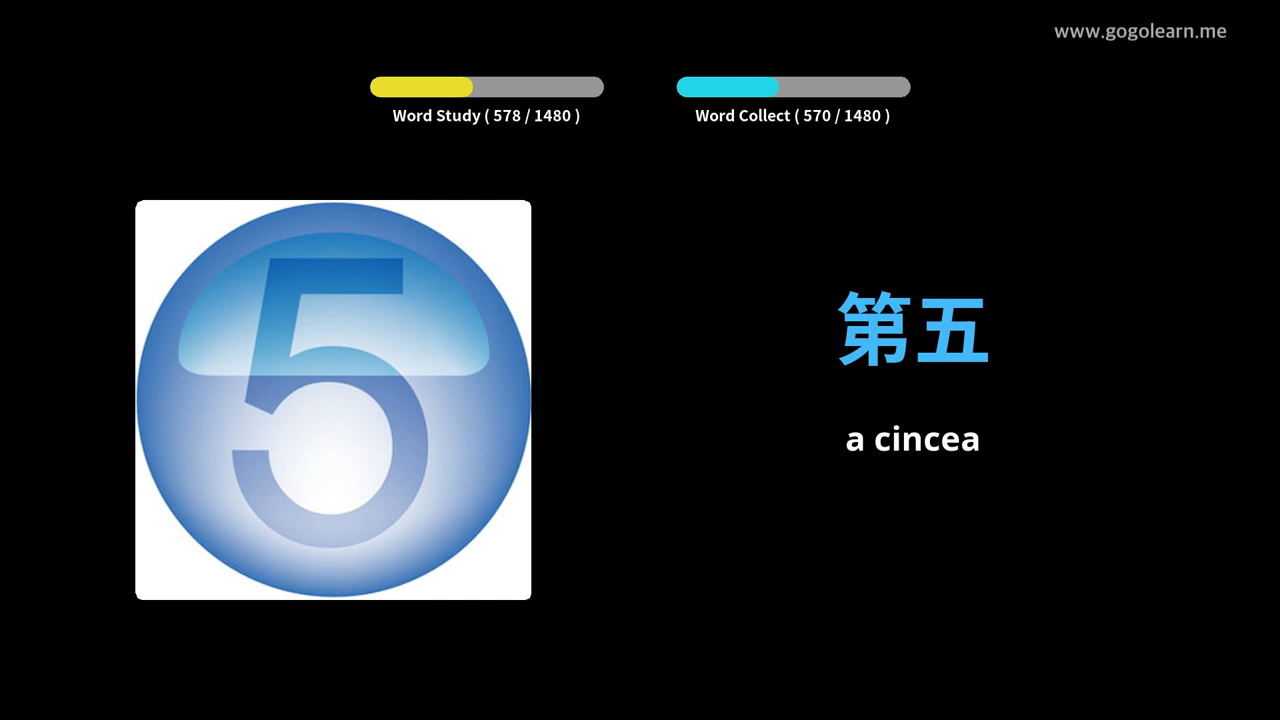 www.gogolearn.me
Word Study ( 578 / 1480 )
Word Collect ( 570 / 1480 )
5
第五
a cincea